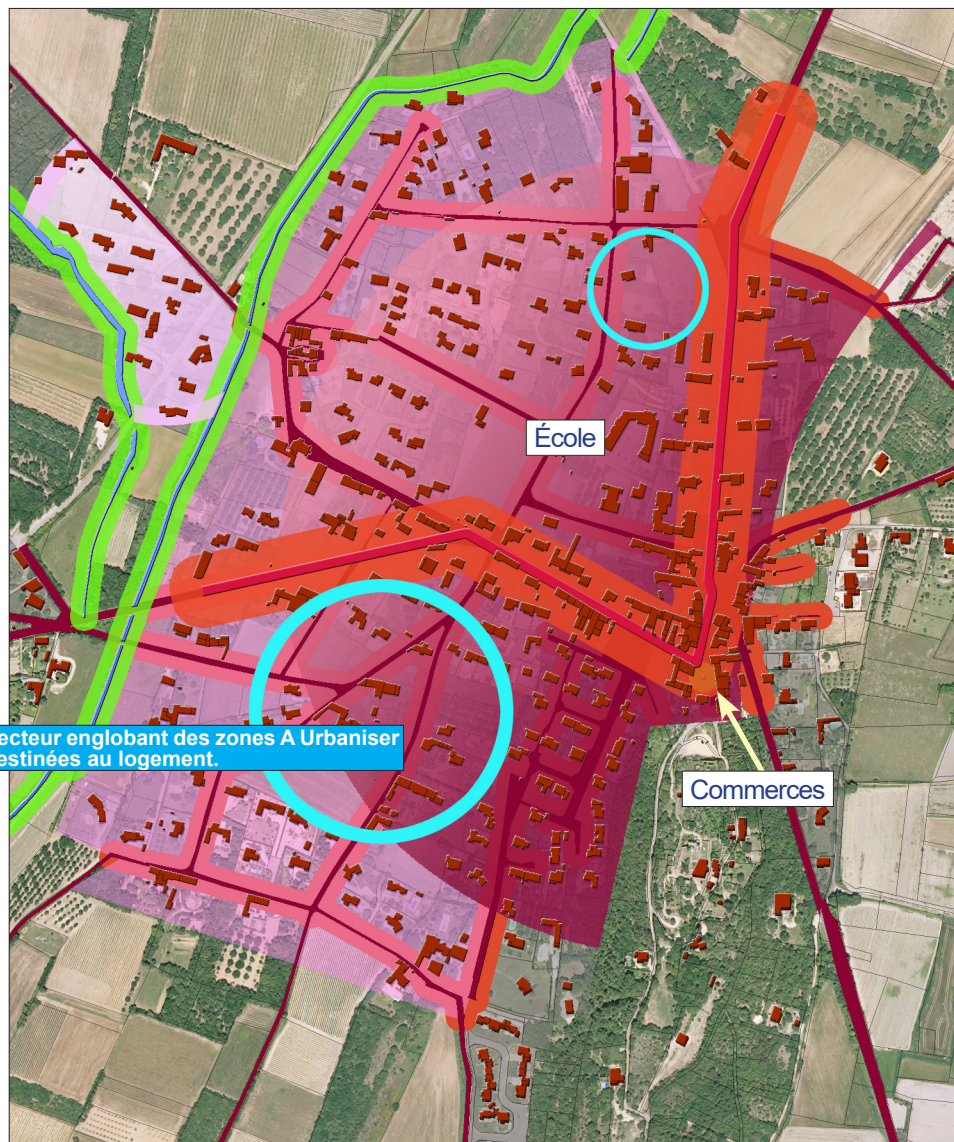 École
ecteur englobant des zones A Urbaniser
estinées au logement.
Commerces